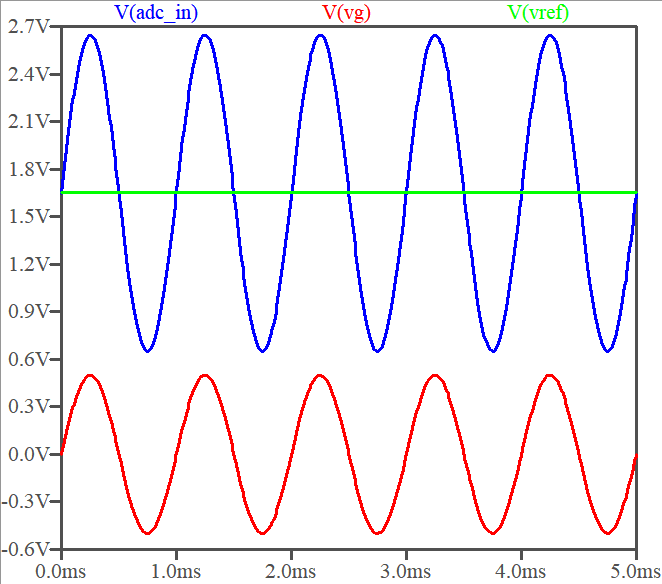 V(adc_in) V(vg) V(vref)
2.7V
2.4V
2.1V
1.8V
1.5V
1.2V
0.9V
0.6V
0.3V
0.0V
-0.3V
-0.6V
0.0ms 1.0ms 2.0ms 3.0ms 4.0ms 5.0ms